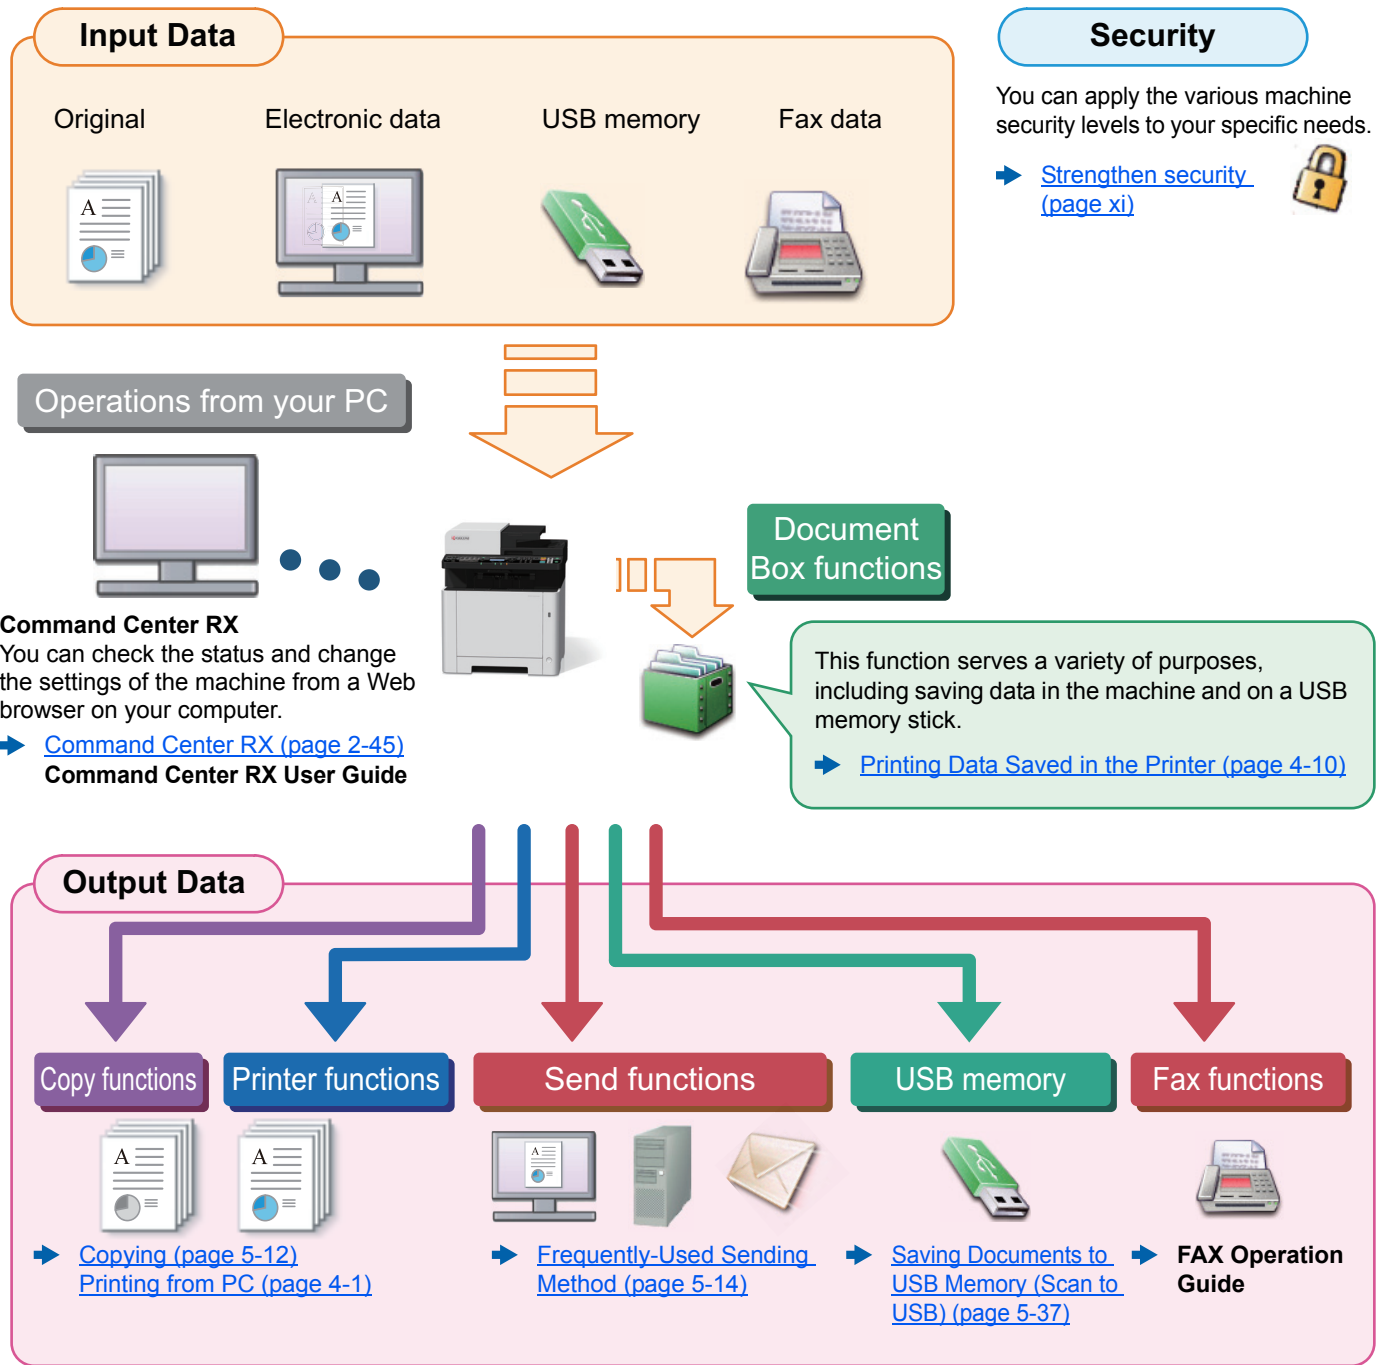 Input Data
Original
Electronic data
USB memory
Fax data
Security
You can apply the various machine
security levels to your specific needs.
Strengthen security
(page xi)
Operations from your PC
Command Center RX
You can check the status and change
the settings of the machine from a Web
browser on your computer.
Command Center RX (page 2-45)
Command Center RX User Guide
Document
Box functions
This function serves a variety of purposes,
including saving data in the machine and on a USB
memory stick.
Printing Data Saved in the Printer (page 4-10)
Output Data
Copy functions
Printer functions
Send functions
USB memory
Fax functions
Copying (page 5-12)
Printing from PC (page 4-1)
Frequently-Used Sending
Method (page 5-14)
Saving Documents to
USB Memory (Scan to
USB) (page 5-37)
FAX Operation
Guide